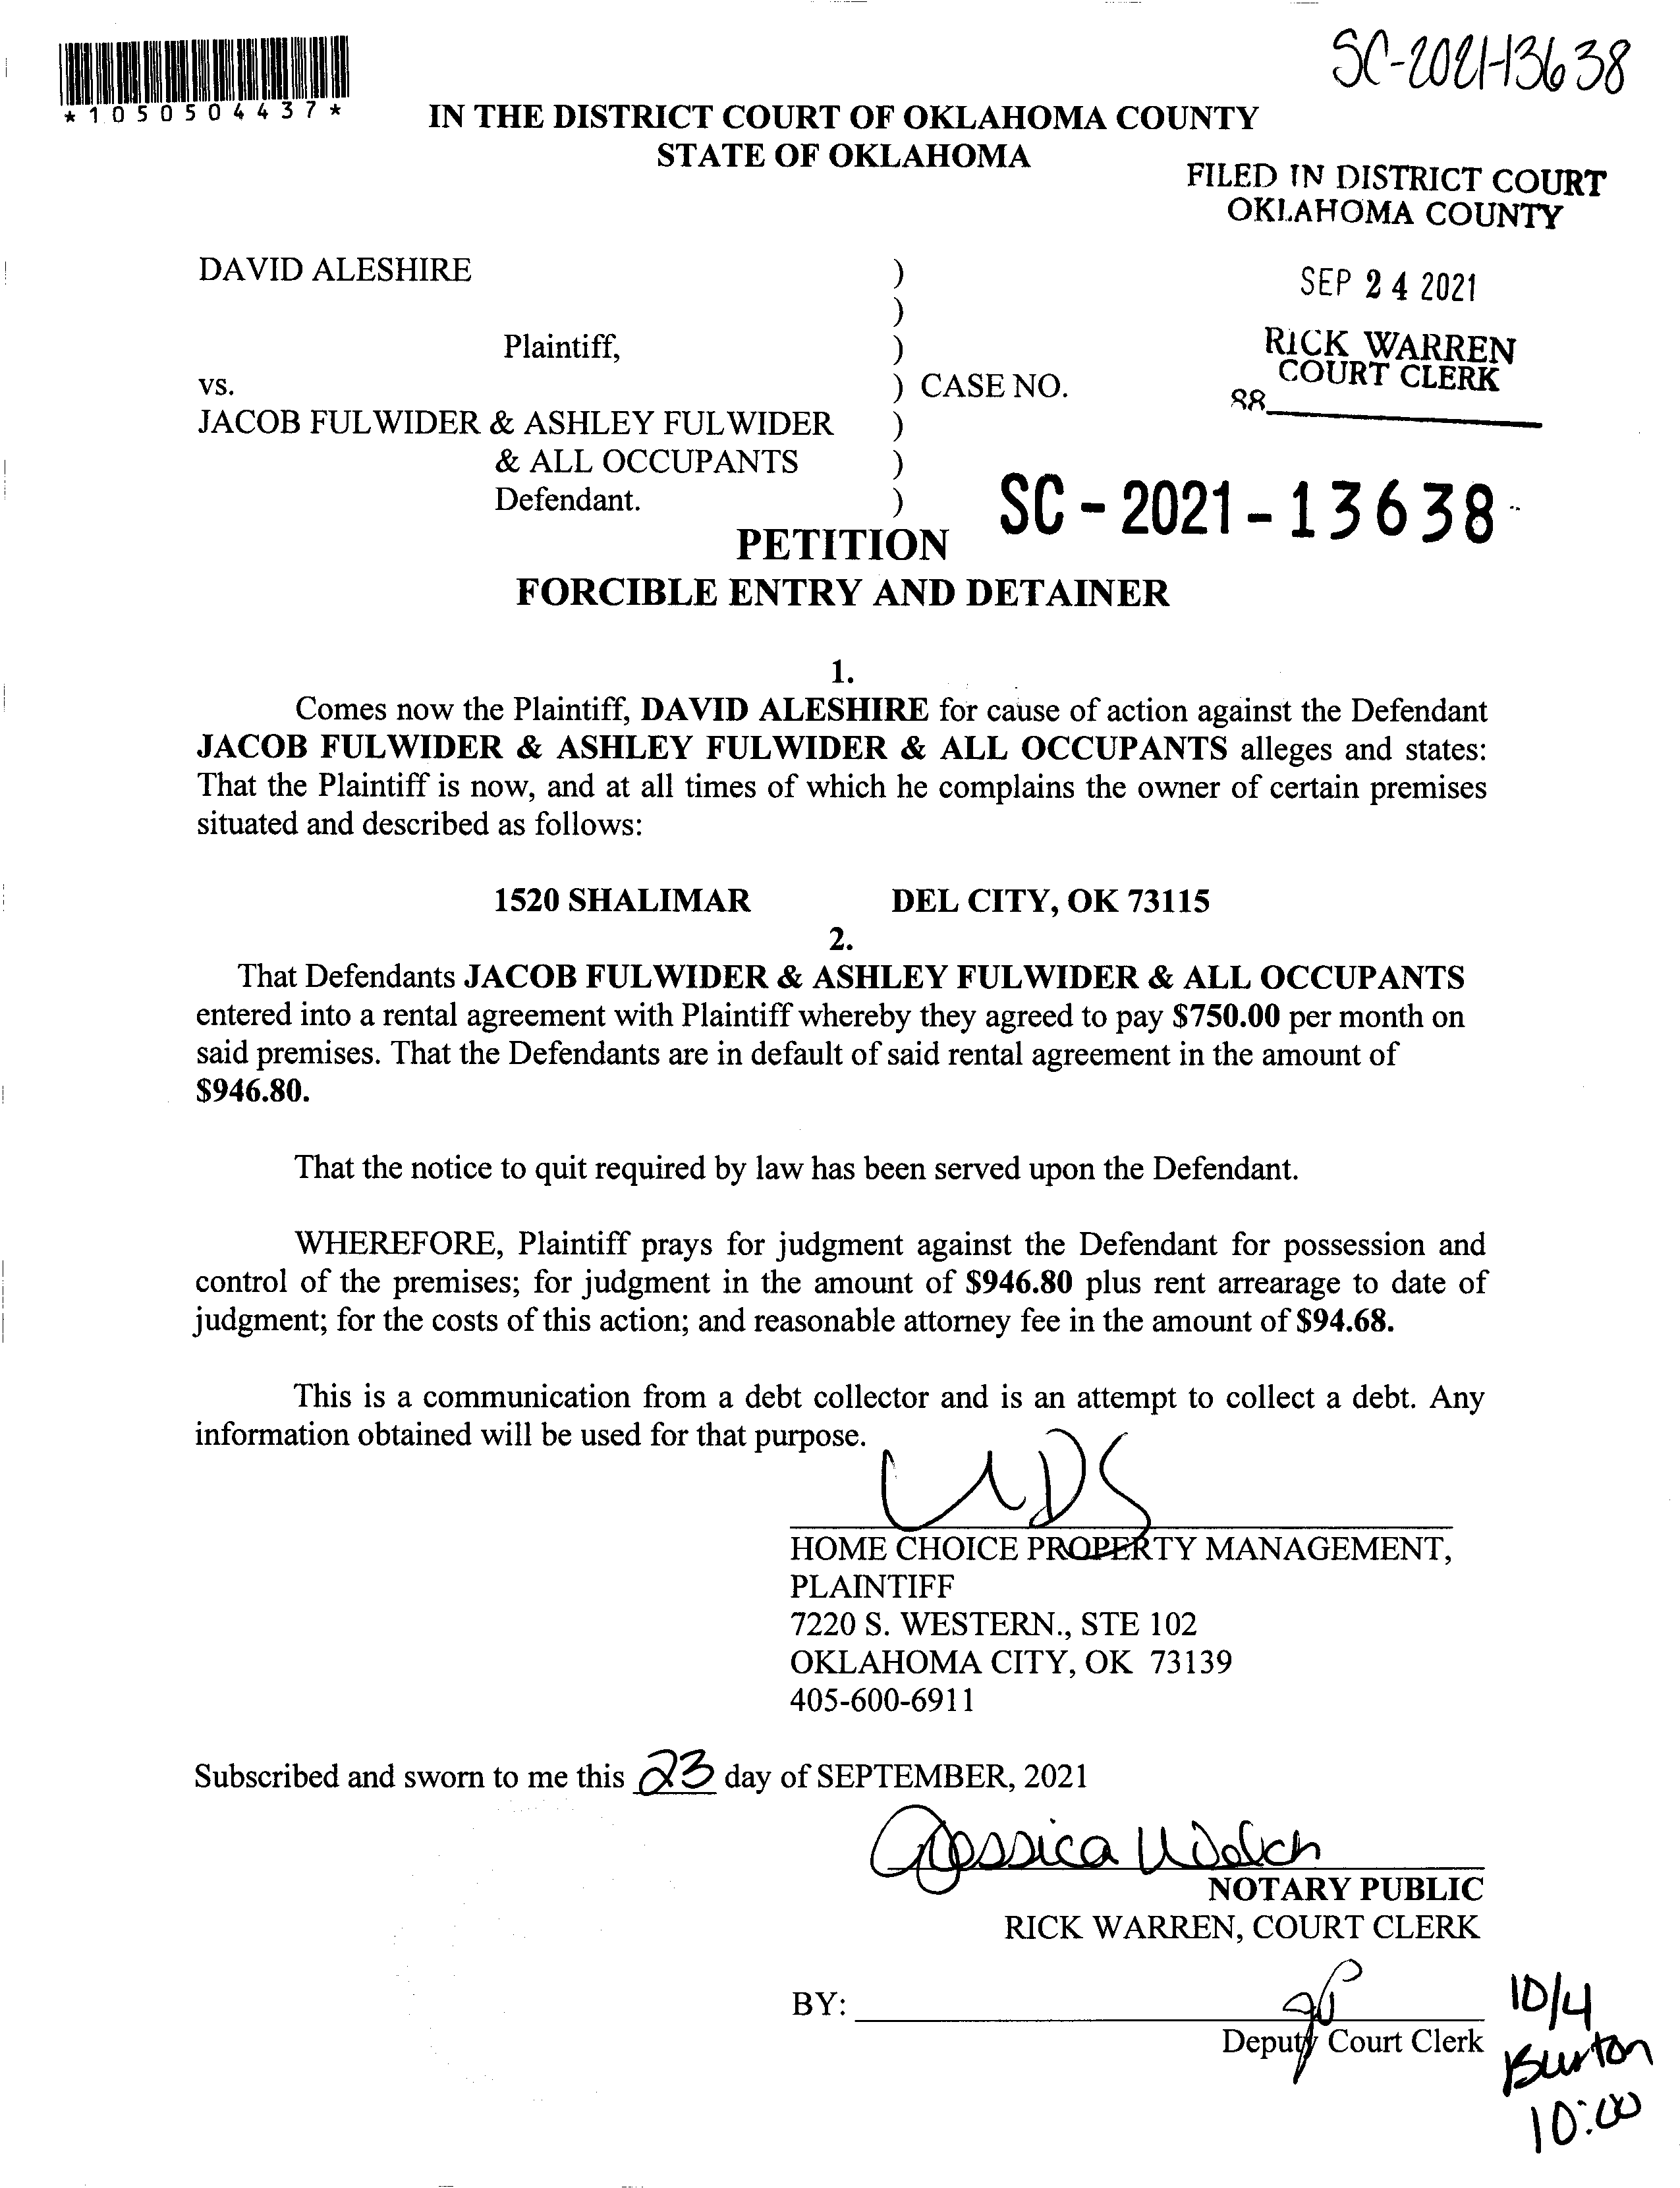 SC-2021-13638
*1050504437*
IN THE DISTRICT COURT OF OKLAHOMA COUNTY
STATE OF OKLAHOMA
FILED IN DISTRICT COURT
OKLAHOMA COUNTY
DAVID ALESHIRE )
SEP 24 2021
)
Plaintiff, )
RICK WARREN
COURT CLERK
vs. ) CASE NO.
88
JACOB FULWIDER & ASHLEY FULWIDER )
& ALL OCCUPANTS )
Defendant. )
SC-2021-13638
PETITION
FORCIBLE ENTRY AND DETAINER
1.
Comes now the Plaintiff, DAVID ALESHIRE for cause of action against the Defendant
JACOB FULWIDER & ASHLEY FULWIDER & ALL OCCUPANTS alleges and states:
That the Plaintiff is now, and at all times of which he complains the owner of certain premises
situated and described as follows:
1520 SHALIMAR DEL CITY, OK 73115
2.
That Defendants JACOB FULWIDER & ASHLEY FULWIDER & ALL OCCUPANTS
entered into a rental agreement with Plaintiff whereby they agreed to pay $750.00 per month on
said premises. That the Defendants are in default of said rental agreement in the amount of
$946.80.
That the notice to quit required by law has been served upon the Defendant.
WHEREFORE, Plaintiff prays for judgment against the Defendant for possession and
control of the premises; for judgment in the amount of $946.80 plus rent arrearage to date of
judgment; for the costs of this action; and reasonable attorney fee in the amount of $94.68.
This is a communication from a debt collector and is an attempt to collect a debt. Any
information obtained will be used for that purpose.
HOME CHOICE PROPERTY MANAGEMENT,
PLAINTIFF
7220 S. WESTERN., STE 102
OKLAHOMA CITY, OK 73139
405-600-6911
Subscribed and sworn to me this 23 day of SEPTEMBER, 2021
Jessica Welch
NOTARY PUBLIC
RICK WARREN, COURT CLERK
BY:
Deputy Court Clerk
10/4
Burton
10:00